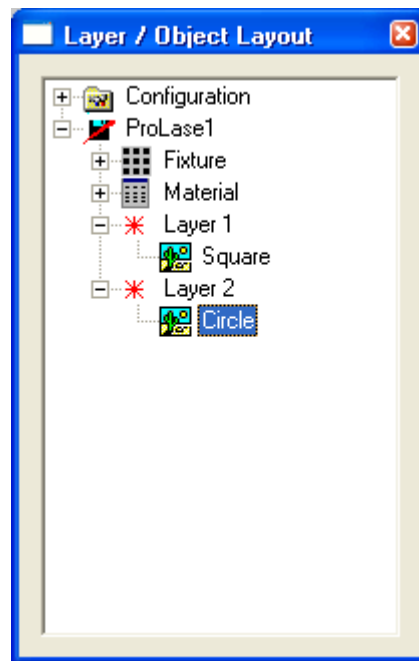 Layer / Object Layout
Configuration
ProLase1
Fixture
Material
Layer 1
Square
Layer 2
Circle